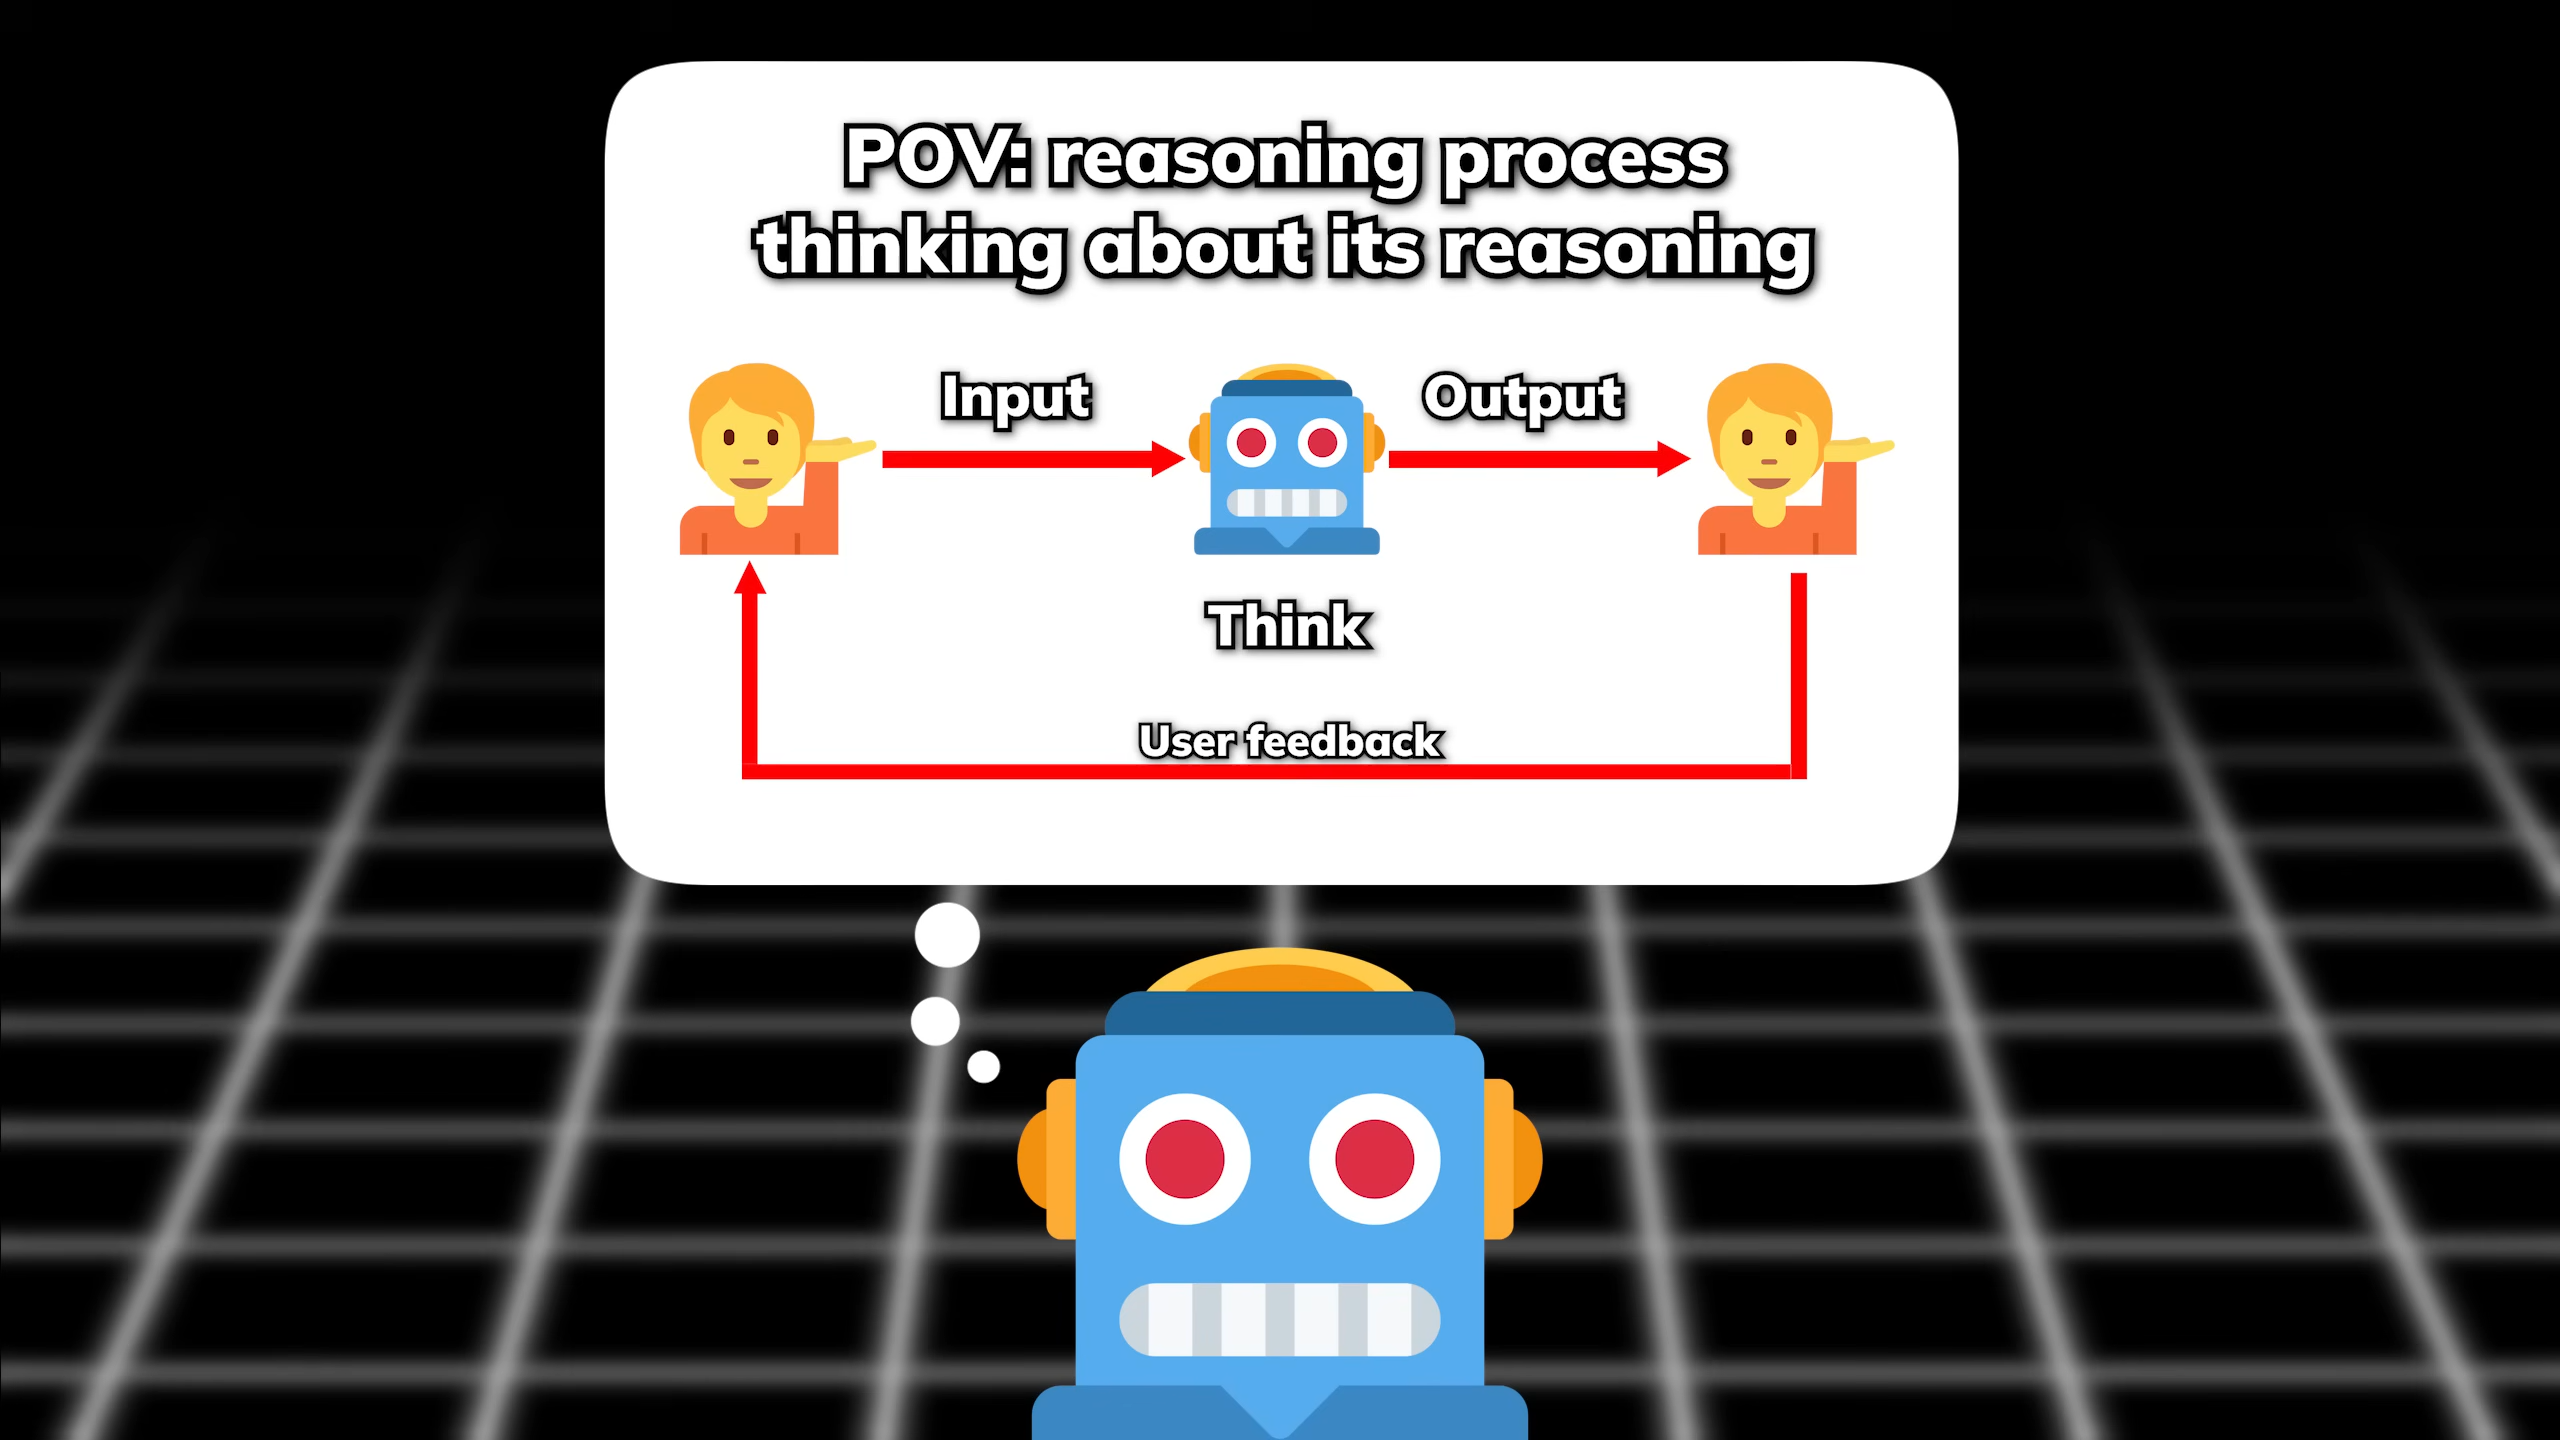 POV: reasoning process
thinking about its reasoning
Input
Output
Think
User feedback